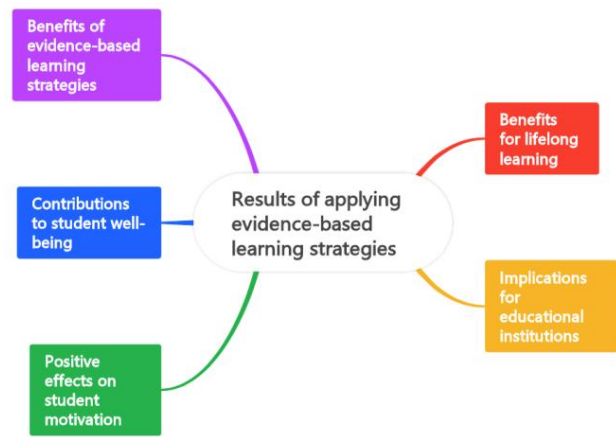 Benefits of
evidence-based
learning
strategies
Contributions
to student well-
being
Positive
effects on
student
motivation
Results of applying
evidence-based
learning strategies
Benefits
for lifelong
learning
Implications
for
educational
institutions